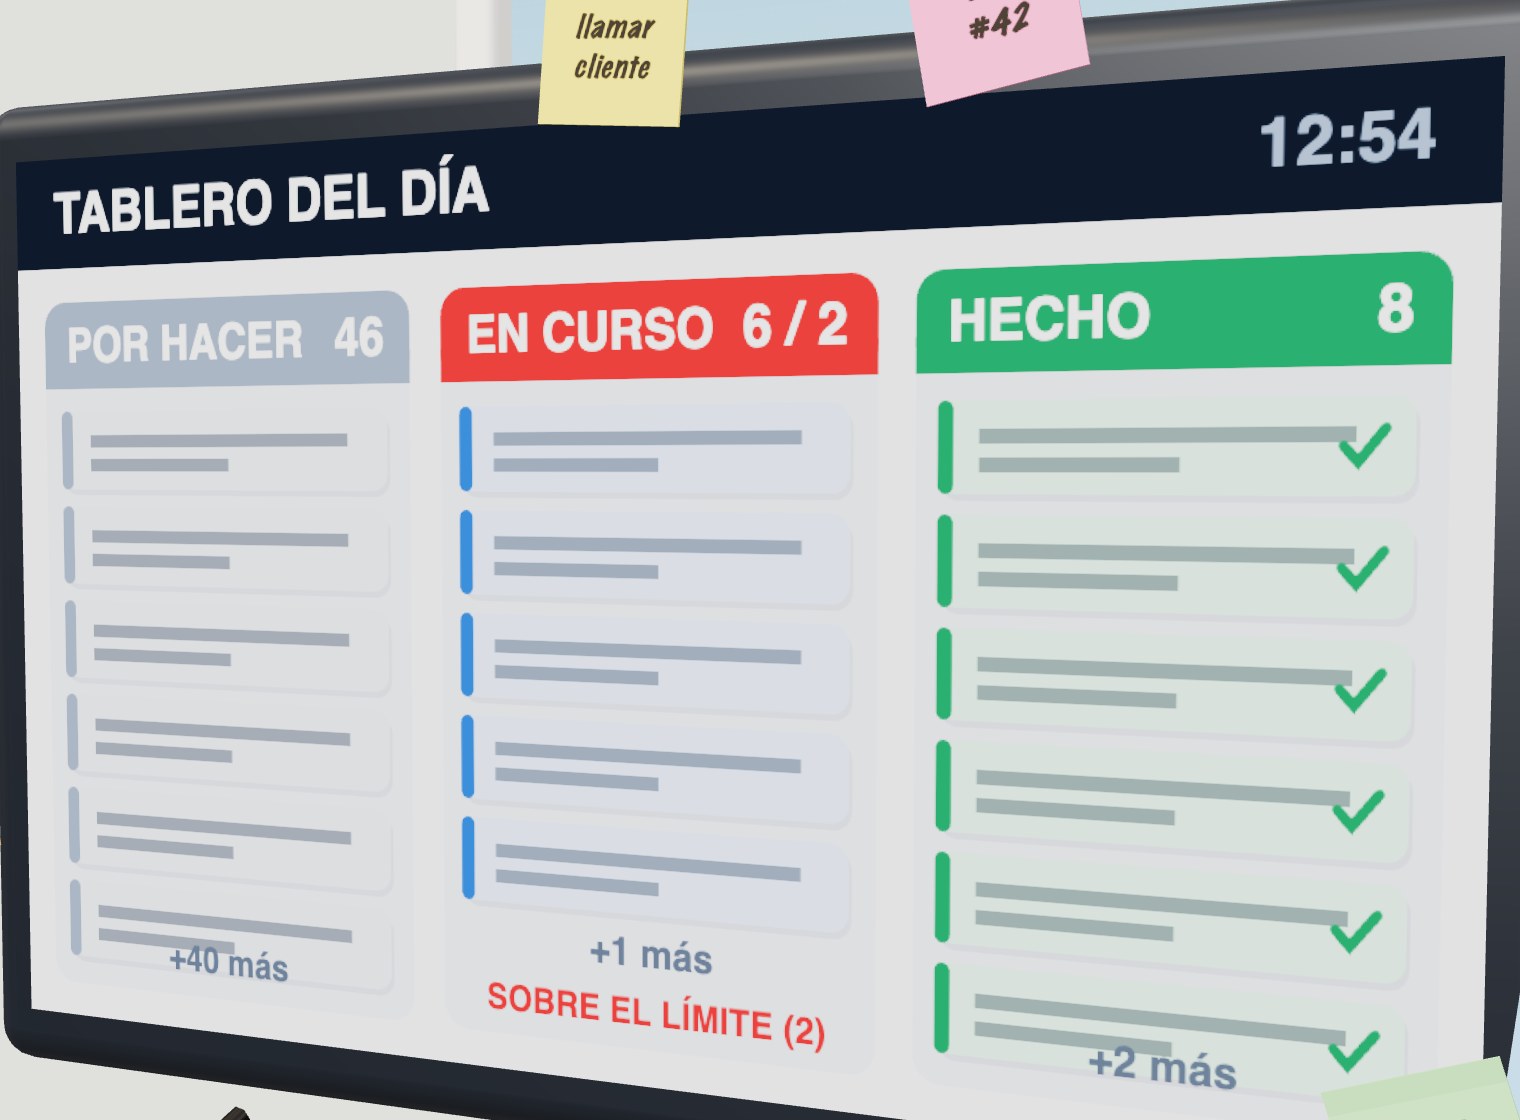 llamar
cliente
#42
TABLERO DEL DÍA
12:54
POR HACER 46
EN CURSO 6 / 2
HECHO 8
+40 más
+1 más
SOBRE EL LÍMITE (2)
+2 más